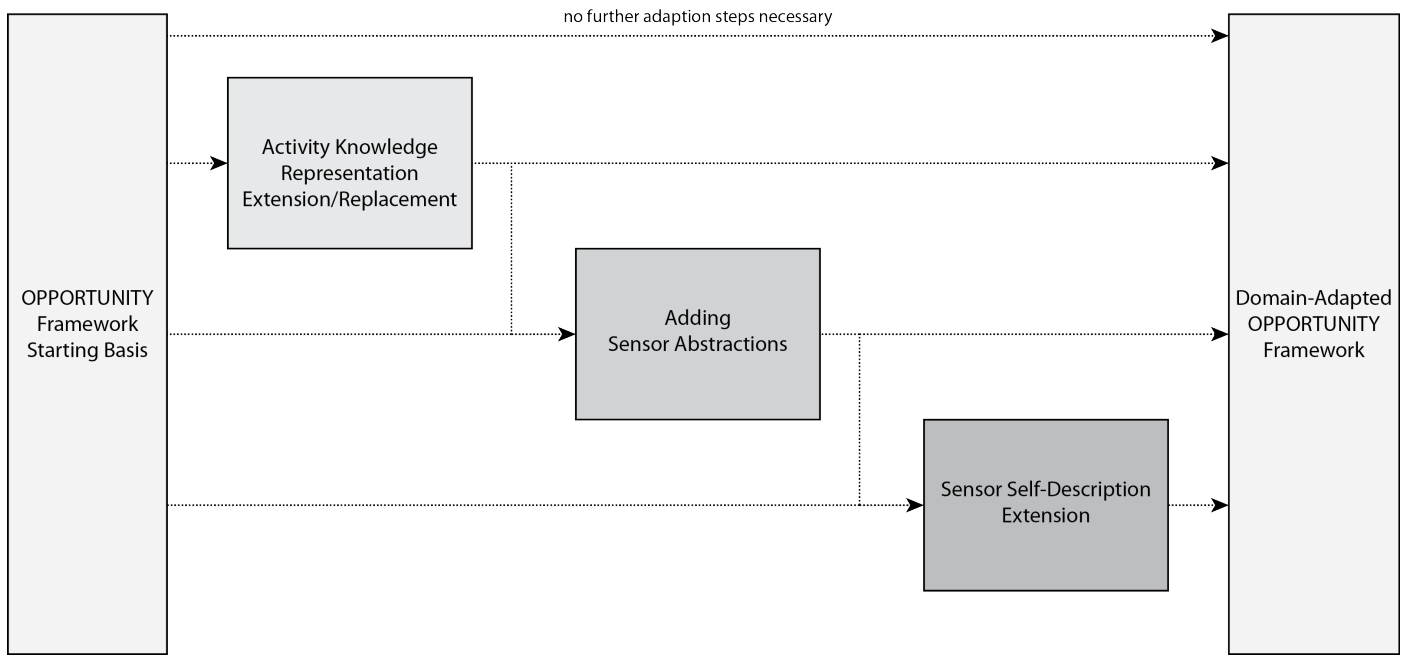 no further adaption steps necessary
Activity Knowledge
Representation
Extension/Replacement
OPPORTUNITY
Framework
Starting Basis
Adding
Sensor Abstractions
Domain-Adapted
OPPORTUNITY
Framework
Sensor Self-Description
Extension